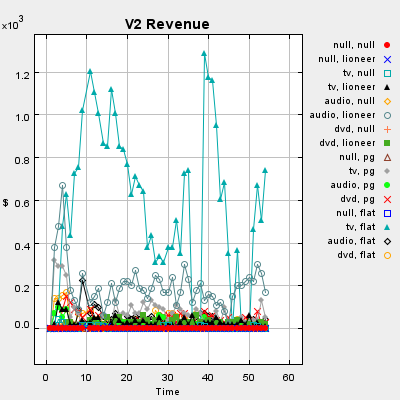 V2 Revenue
x10³
1.2
1.0
0.8
0.6
$
0.4
0.2
0.0
0 10 20 30 40 50 60
Time
null, null
null, lioneer
tv, null
tv, lioneer
audio, null
audio, lioneer
dvd, null
dvd, lioneer
null, pg
tv, pg
audio, pg
dvd, pg
null, flat
tv, flat
audio, flat
dvd, flat